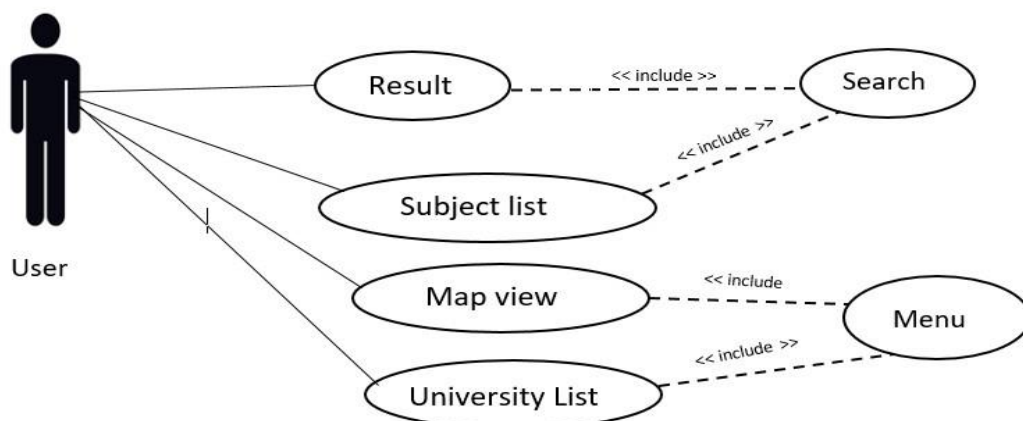 Result
<< include >>
Search
<< include >>
Subject list
User
Map view
<< include
Menu
<< include >>
University List